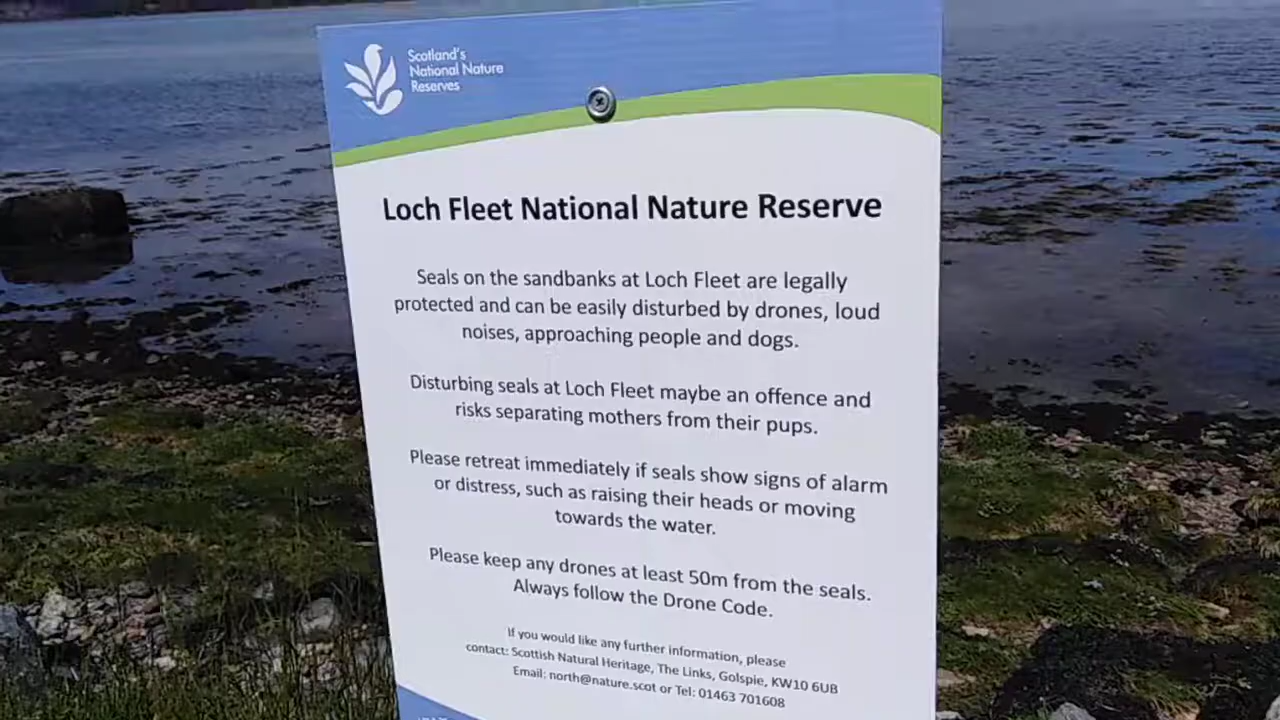 Scotland's
National Nature
Reserves
Loch Fleet National Nature Reserve
Seals on the sandbanks at Loch Fleet are legally
protected and can be easily disturbed by drones, loud
noises, approaching people and dogs.
Disturbing seals at Loch Fleet maybe an offence and
risks separating mothers from their pups.
Please retreat immediately if seals show signs of alarm
or distress, such as raising their heads or moving
towards the water.
Please keep any drones at least 50m from the seals.
Always follow the Drone Code.
If you would like any further information, please
contact: Scottish Natural Heritage, The Links, Golspie, KW10 6UB
Email: north@nature.scot or Tel: 01463 701608